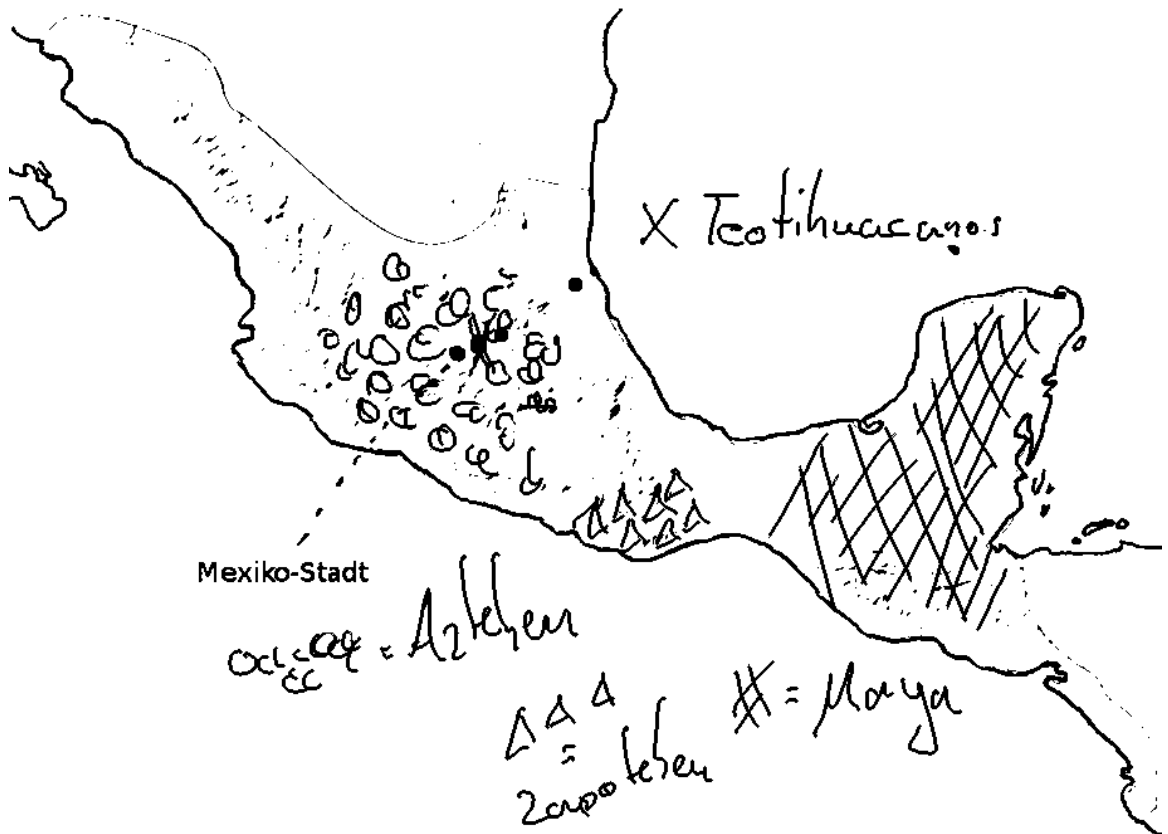 X Teotihuacanos
Mexiko-Stadt
= Azteken
= Maya
=
Zapoteken